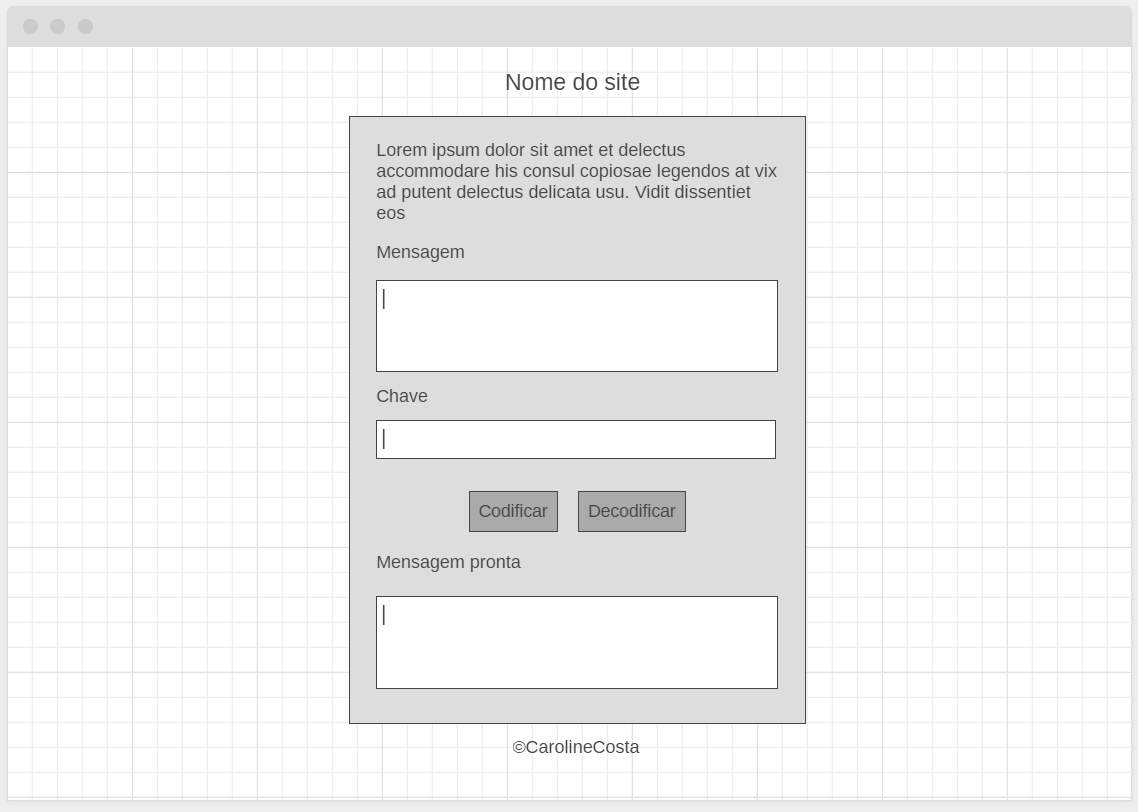 Nome do site
Lorem ipsum dolor sit amet et delectus
accommodare his consul copiosae legendos at vix
ad putent delectus delicata usu. Vidit dissentiet
eos
Mensagem
Chave
Codificar Decodificar
Mensagem pronta
©CarolineCosta